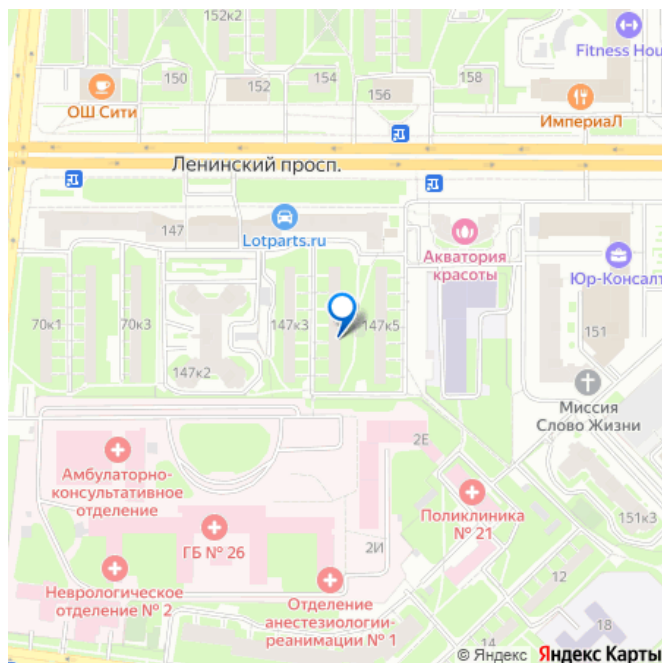 152к2
Fitness Hou
150
152
154
158
156
ОШ Сити
ИмпериаЛ
Ленинский просп.
147
Lotparts.ru
Акватория
красоты
Юр-Консалт
70к1
70к3
147к3
147к5
151
147к2
Миссия
Слово Жизни
2Е
Амбулаторно-
консультативное
отделение
Поликлиника
№ 21
151к3
ГБ № 26
2И
Неврологическое
отделение № 2
Отделение
анестезиологии-
реанимации № 1
12
18
14
© Яндекс Яндекс Карты